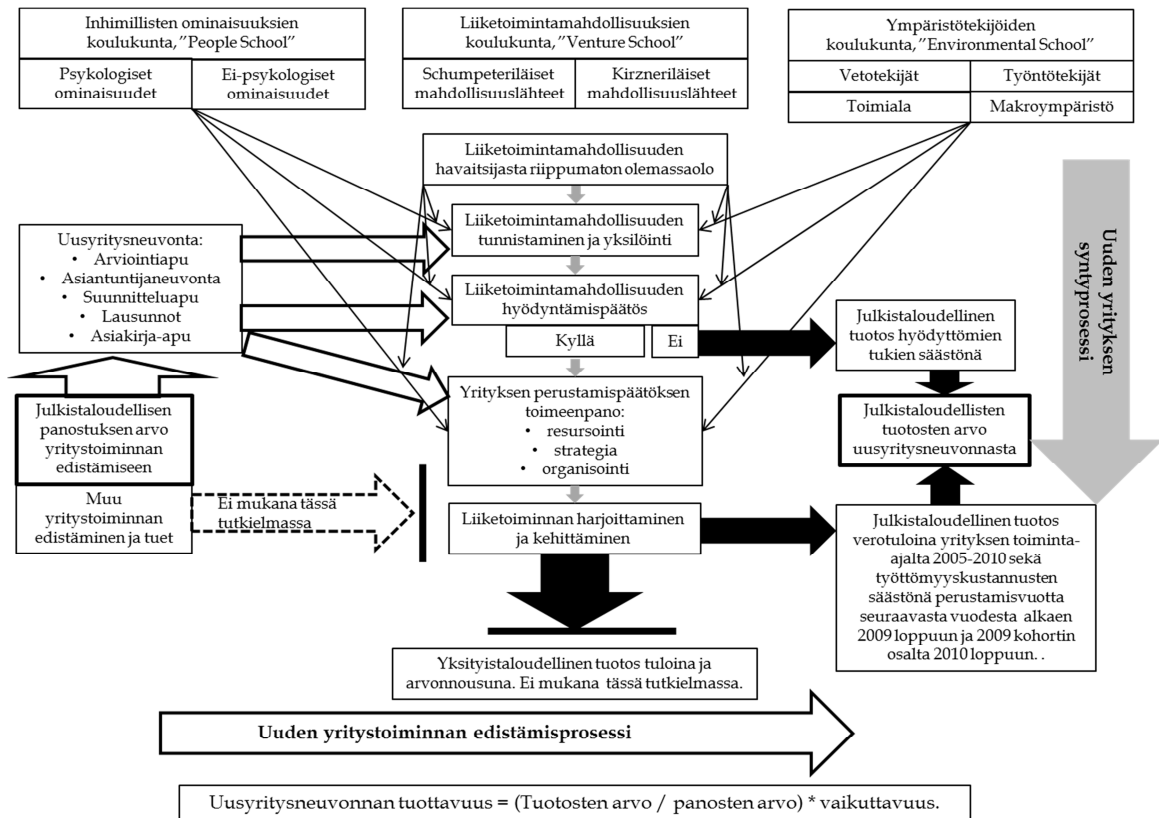 Inhimillisten ominaisuuksien
koulukunta, ”People School”
Psykologiset
ominaisuudet
Ei-psykologiset
ominaisuudet
Liiketoimintamahdollisuuksien
koulukunta, ”Venture School”
Schumpeteriläiset
mahdollisuuslähteet
Kirzneriläiset
mahdollisuuslähteet
Ympäristötekijöiden
koulukunta, ”Environmental School”
Vetotekijät
Työntötekijät
Toimiala
Makroympäristö
Liiketoimintamahdollisuuden
havaitsijasta riippumaton olemassaolo
Liiketoimintamahdollisuuden
tunnistaminen ja yksilöinti
Liiketoimintamahdollisuuden
hyödyntämispäätös
Kyllä
Ei
Yrityksen perustamispäätöksen
toimeenpano:
• resursointi
• strategia
• organisointi
Liiketoiminnan harjoittaminen
ja kehittäminen
Uusyritysneuvonta:
• Arviointiapu
• Asiantuntijaneuvonta
• Suunnitteluapu
• Lausunnot
• Asiakirja-apu
Julkistaloudellisen
panostuksen arvo
yritystoiminnan
edistämiseen
Muu
yritystoiminnan
edistäminen ja tuet
Ei mukana tässä
tutkielmassa
Julkistaloudellinen
tuotos hyödyttömien
tukien säästönä
Julkistaloudellisten
tuotosten arvo
uusyritysneuvonnasta
Julkistaloudellinen tuotos
verotuloina yrityksen toiminta-
ajalta 2005-2010 sekä
työttömyyskustannusten
säästönä perustamisvuotta
seuraavasta vuodesta alkaen
2009 loppuun ja 2009 kohortin
osalta 2010 loppuun. .
Uuden yrityksen
syntyprosessi
Yksityistaloudellinen tuotos tuloina ja
arvonnousuna. Ei mukana tässä tutkielmassa.
Uuden yritystoiminnan edistämisprosessi
Uusyritysneuvonnan tuottavuus = (Tuotosten arvo / panosten arvo) * vaikuttavuus.